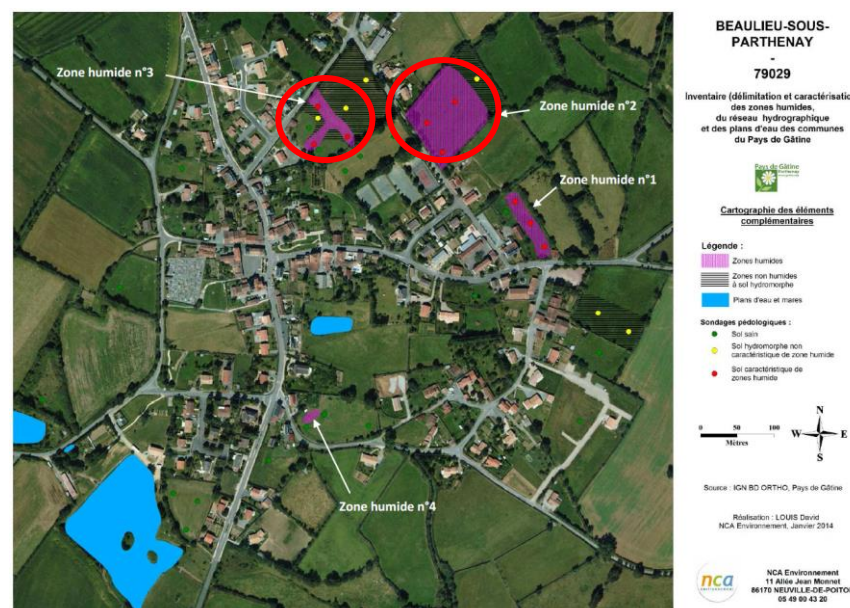 Zone humide n°3
Zone humide n°2
Zone humide n°1
Zone humide n°4
BEAULIEU-SOUS-
PARTHENAY
-
79029
Inventaire (délimitation et caractérisatio
des zones humides,
du réseau hydrographique
et des plans d'eau des communes
du Pays de Gâtine
Pays de Gâtine
Cartographie des éléments
complémentaires
Légende :
Zones humides
Zones non humides
à sol hydromorphe
Plans d'eau et mares
Sondages pédologiques :
Sol sain
Sol hydromorphe non
caractéristique de zone humide
Sol caractéristique de
zones humide
0 50 100
Mètres
N
W E
S
Source : IGN BD ORTHO, Pays de Gâtine
Réalisation : LOUIS David
NCA Environnement, Janvier 2014
nca
environnement
NCA Environnement
11 Allée Jean Monnet
86170 NEUVILLE-DE-POITO
05 49 00 43 20